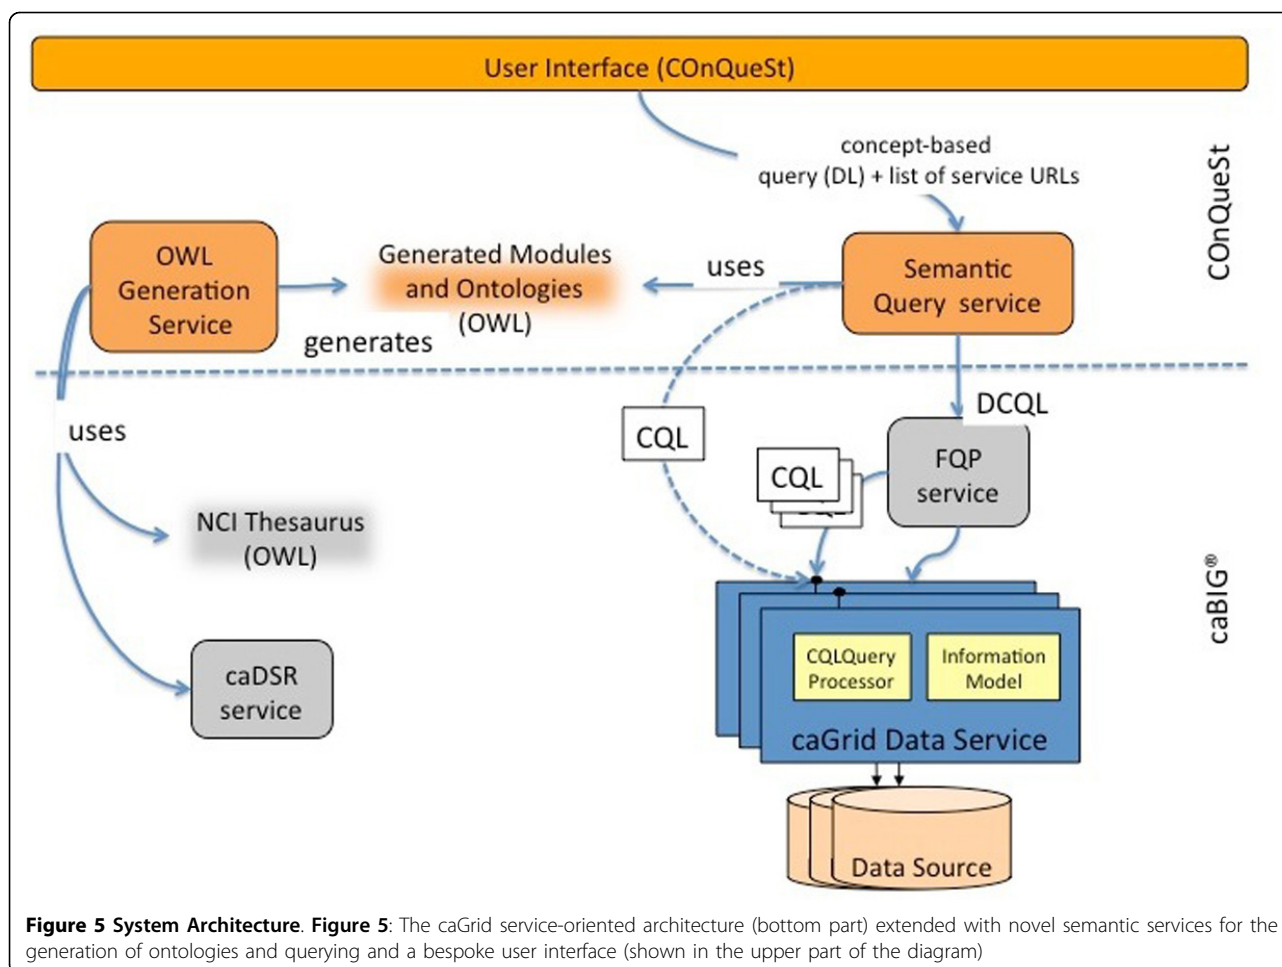 User Interface (COnQueSt)
concept-based
query (DL) + list of service URLs
COnQueSt
OWL
Generation
Service
Generated Modules
and Ontologies
(OWL)
uses
Semantic
Query service
generates
DCQL
uses
CQL
CQL
FQP
service
NCI Thesaurus
(OWL)
caBIG®
caDSR
service
CQLQuery
Processor
Information
Model
caGrid Data Service
Data Source
Figure 5 System Architecture. Figure 5: The caGrid service-oriented architecture (bottom part) extended with novel semantic services for the
generation of ontologies and querying and a bespoke user interface (shown in the upper part of the diagram)